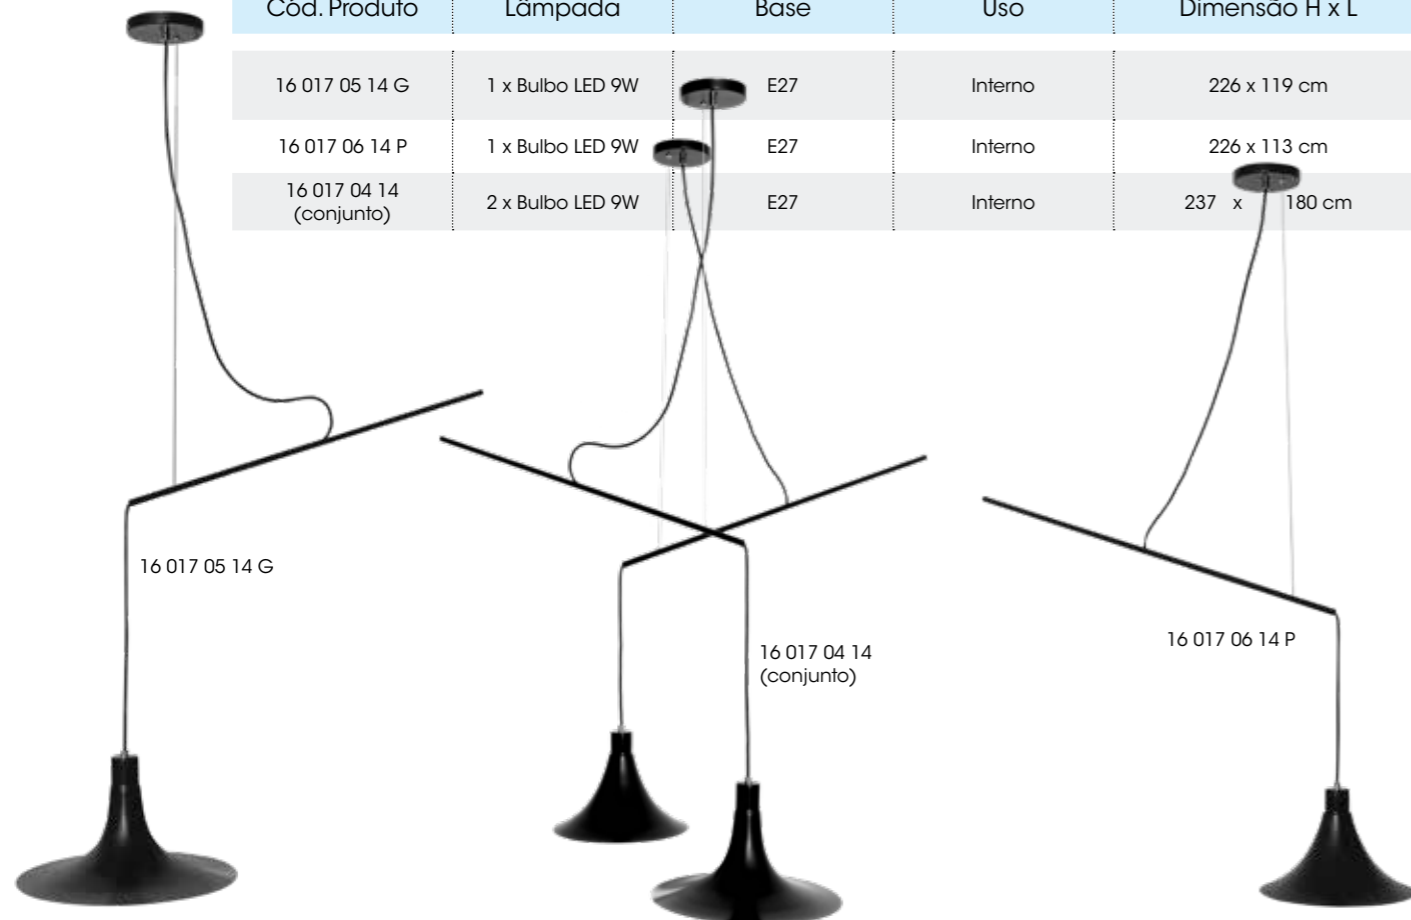 Cód. Produto Lâmpada Base Uso Dimensão H x L
16 017 05 14 G 1 x Bulbo LED 9W E27 Interno 226 x 119 cm
16 017 06 14 P 1 x Bulbo LED 9W E27 Interno 226 x 113 cm
16 017 04 14
(conjunto) 2 x Bulbo LED 9W E27 Interno 237 x 180 cm
16 017 05 14 G
16 017 04 14
(conjunto)
16 017 06 14 P